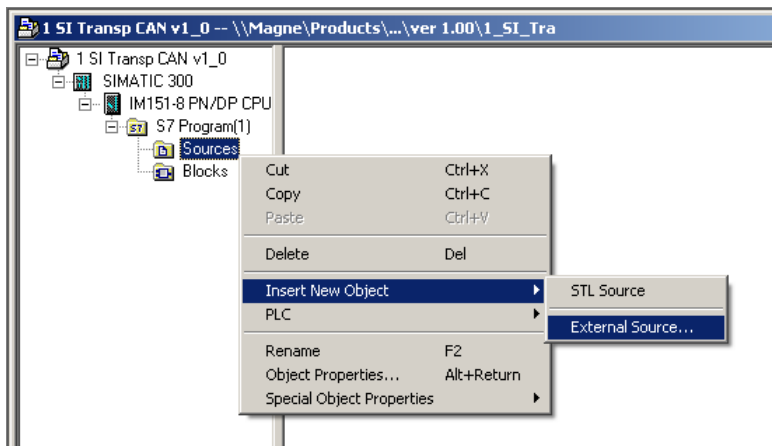 1 SI Transp CAN v1_0 -- \\Magne\Products\...\ver 1.00\1_SI_Tra
1 SI Transp CAN v1_0
SIMATIC 300
IM151-8 PN/DP CPU
S7 Program(1)
Sources
Blocks
Cut Ctrl+X
Copy Ctrl+C
Paste Ctrl+V
Delete Del
Insert New Object
STL Source
PLC
External Source...
Rename F2
Object Properties... Alt+Return
Special Object Properties